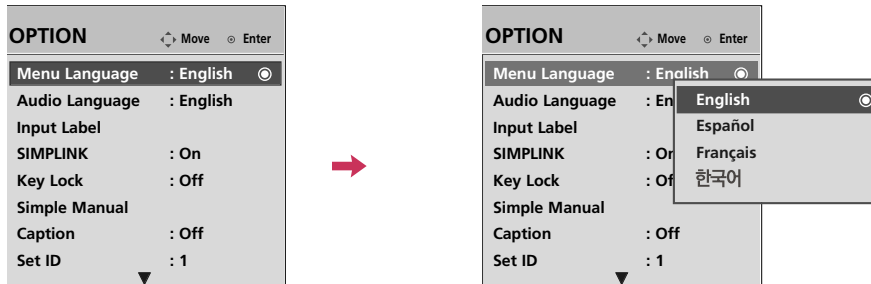 OPTION Move Enter
Menu Language : English
Audio Language : English
Input Label
SIMPLINK : On
Key Lock : Off
Simple Manual
Caption : Off
Set ID : 1
OPTION Move Enter
Menu Language : English
Audio Language : En
Input Label
SIMPLINK : On
Key Lock : Of
Simple Manual
Caption : Off
Set ID : 1
English
Español
Français
한국어